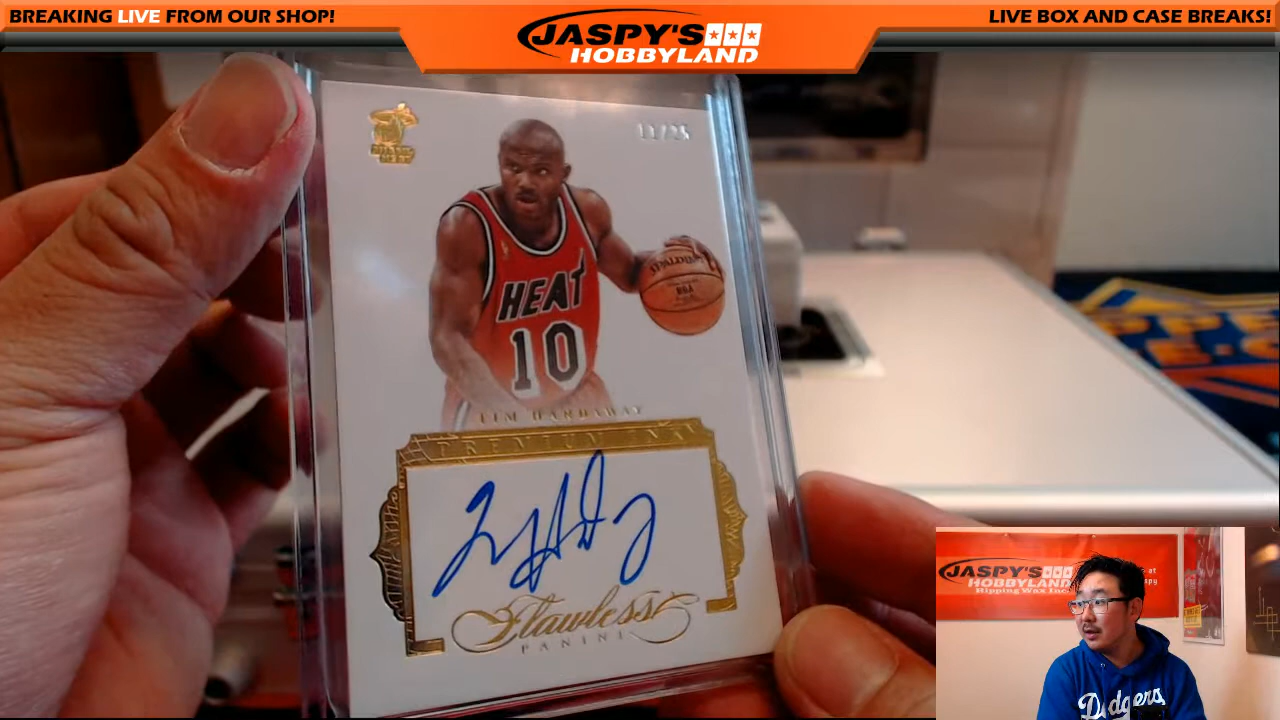 BREAKING LIVE FROM OUR SHOP!
JASPY'S
HOBBYLAND
LIVE BOX AND CASE BREAKS!
11/25
HEAT
10
SPALDING
NBA
TIM HARDAWAY
PREMIUM INK
Flawless
PANINI
JASPY'S
HOBBYLAND
Ripping Wax Inc.
Dodgers